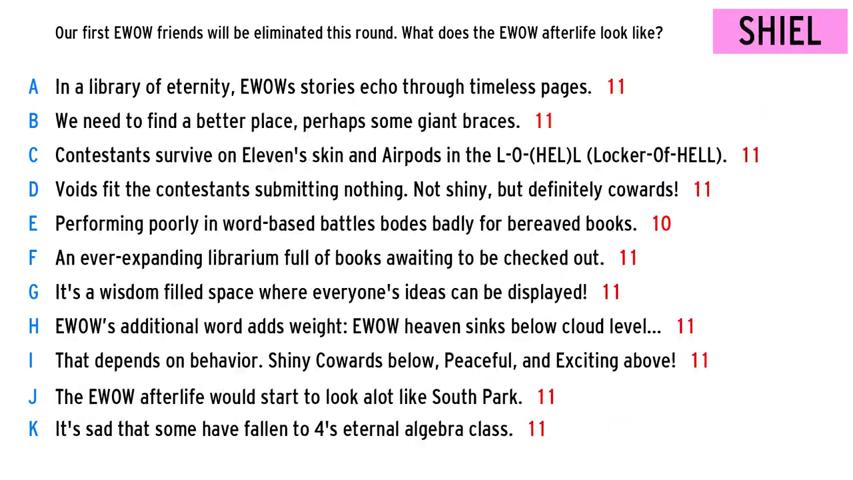 Our first EWOW friends will be eliminated this round. What does the EWOW afterlife look like?
SHIEL
A In a library of eternity, EWOWs stories echo through timeless pages. 11
B We need to find a better place, perhaps some giant braces. 11
C Contestants survive on Eleven's skin and Airpods in the L-O-(HEL)L (Locker-Of-HELL). 11
D Voids fit the contestants submitting nothing. Not shiny, but definitely cowards! 11
E Performing poorly in word-based battles bodes badly for bereaved books. 10
F An ever-expanding librarium full of books awaiting to be checked out. 11
G It's a wisdom filled space where everyone's ideas can be displayed! 11
H EWOW's additional word adds weight: EWOW heaven sinks below cloud level... 11
I That depends on behavior. Shiny Cowards below, Peaceful, and Exciting above! 11
J The EWOW afterlife would start to look alot like South Park. 11
K It's sad that some have fallen to 4's eternal algebra class. 11